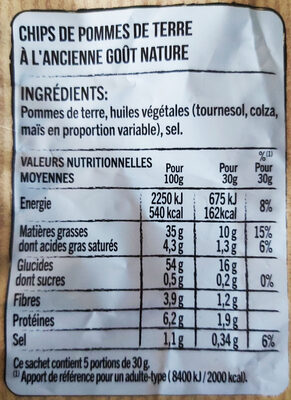 CHIPS DE POMMES DE TERRE
À L'ANCIENNE GOÛT NATURE
INGRÉDIENTS:
Pommes de terre, huiles végétales (tournesol, colza,
maïs en proportion variable), sel.
VALEURS NUTRITIONNELLES MOYENNES Pour 100g Pour 30g %(1) Pour 30g
Energie 2250 kJ 540 kcal 675 kJ 162kcal 8%
Matières grasses 35 g 10 g 15%
dont acides gras saturés 4,3 g 1,3 g 6%
Glucides 54 g 16 g
dont sucres 0,5 g 0,2 g 0%
Fibres 3,9 g 1,2 g
Protéines 6,2 g 1,9 g
Sel 1,1 g 0,34 g 6%
Ce sachet contient 5 portions de 30 g.
(1) Apport de référence pour un adulte-type ( 8400 kJ / 2000 kcal).